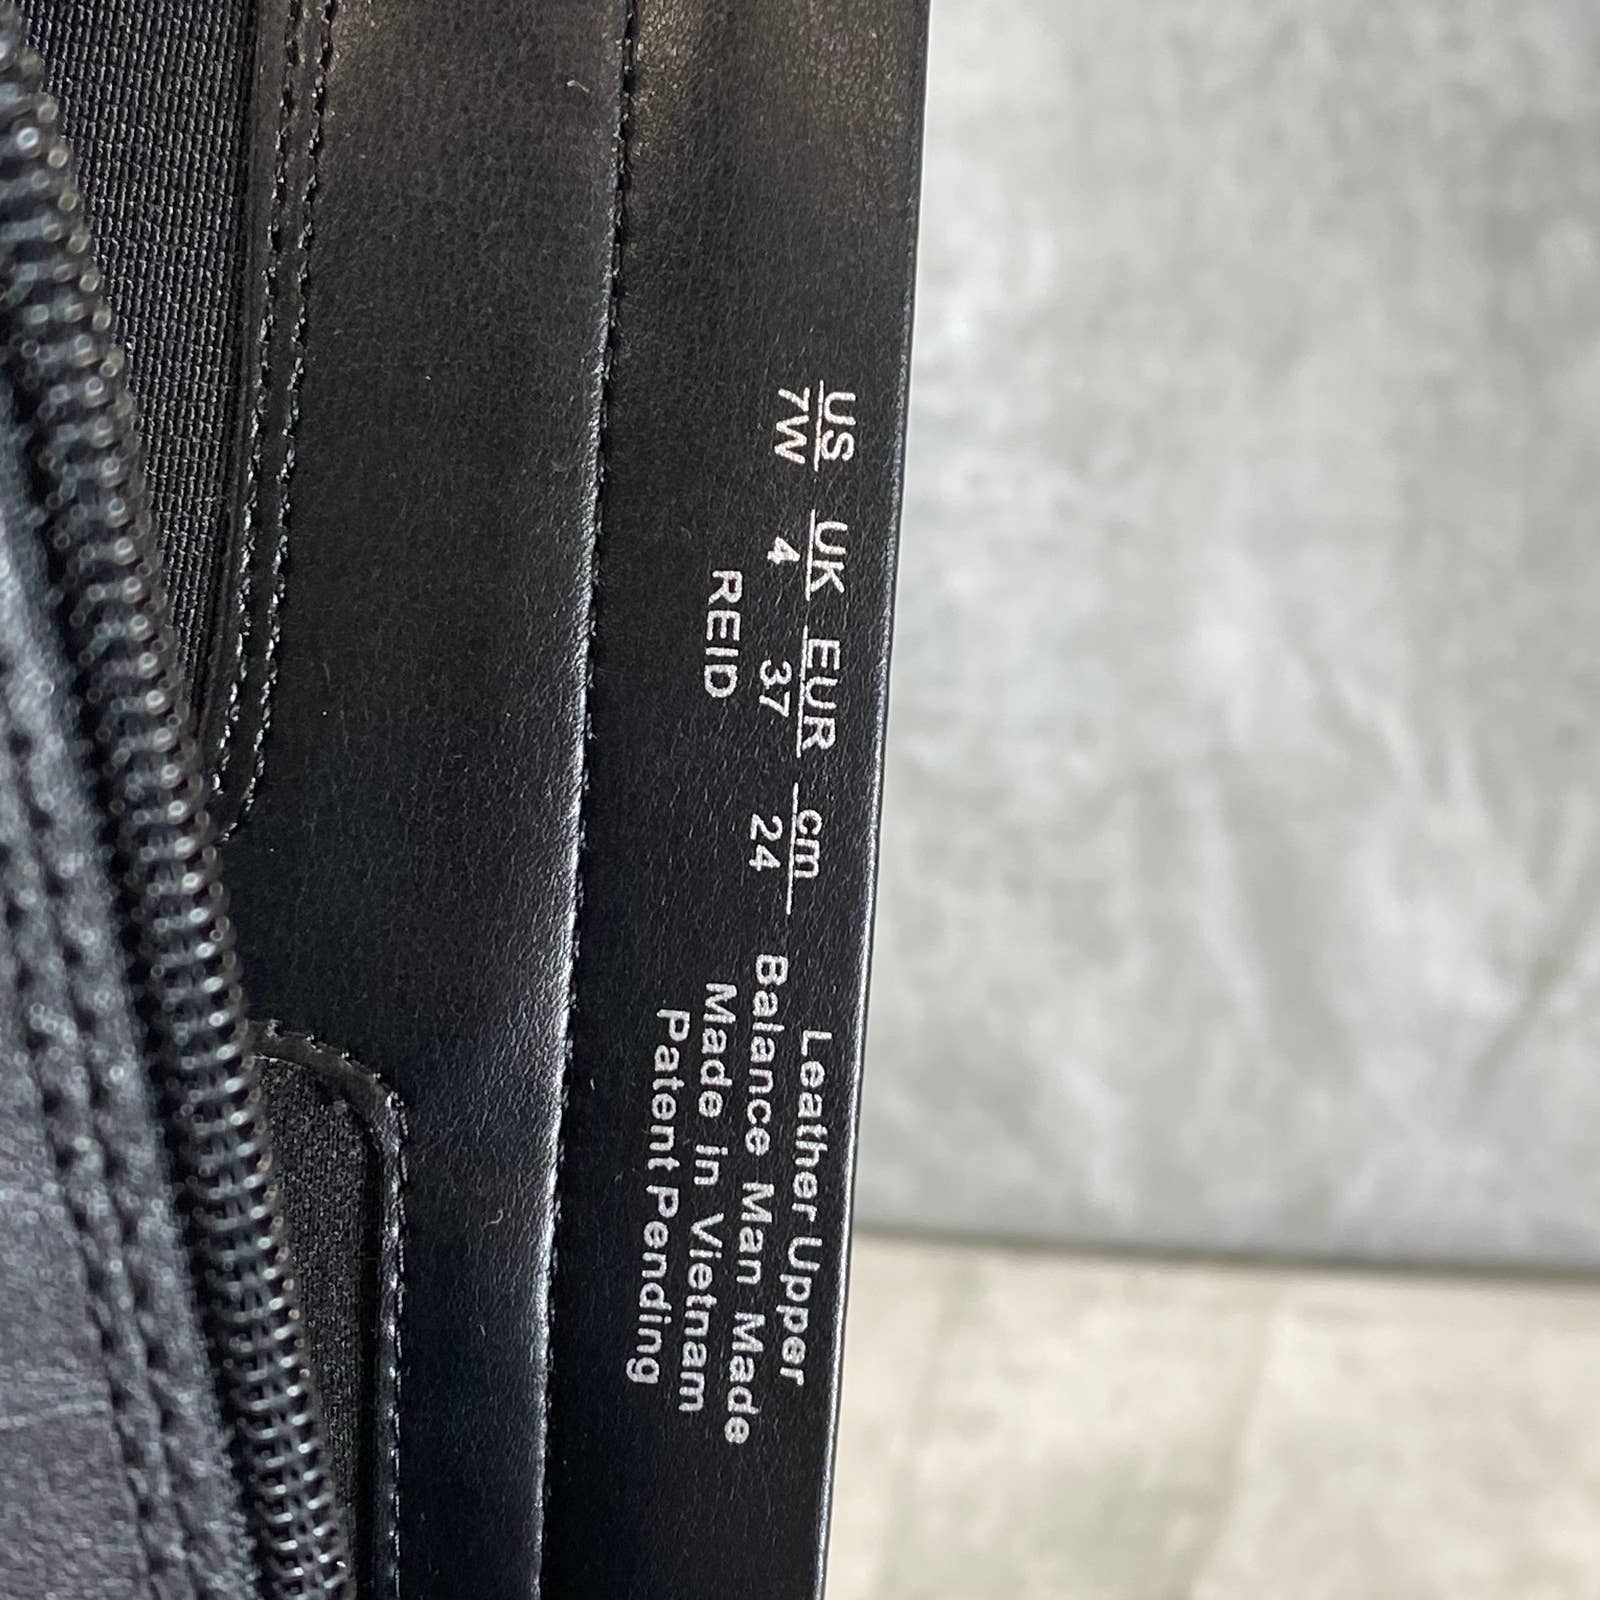 US UK EUR cm
7W 4 37 24
REID
Leather Upper
Balance Man Made
Made in Vietnam
Patent Pending